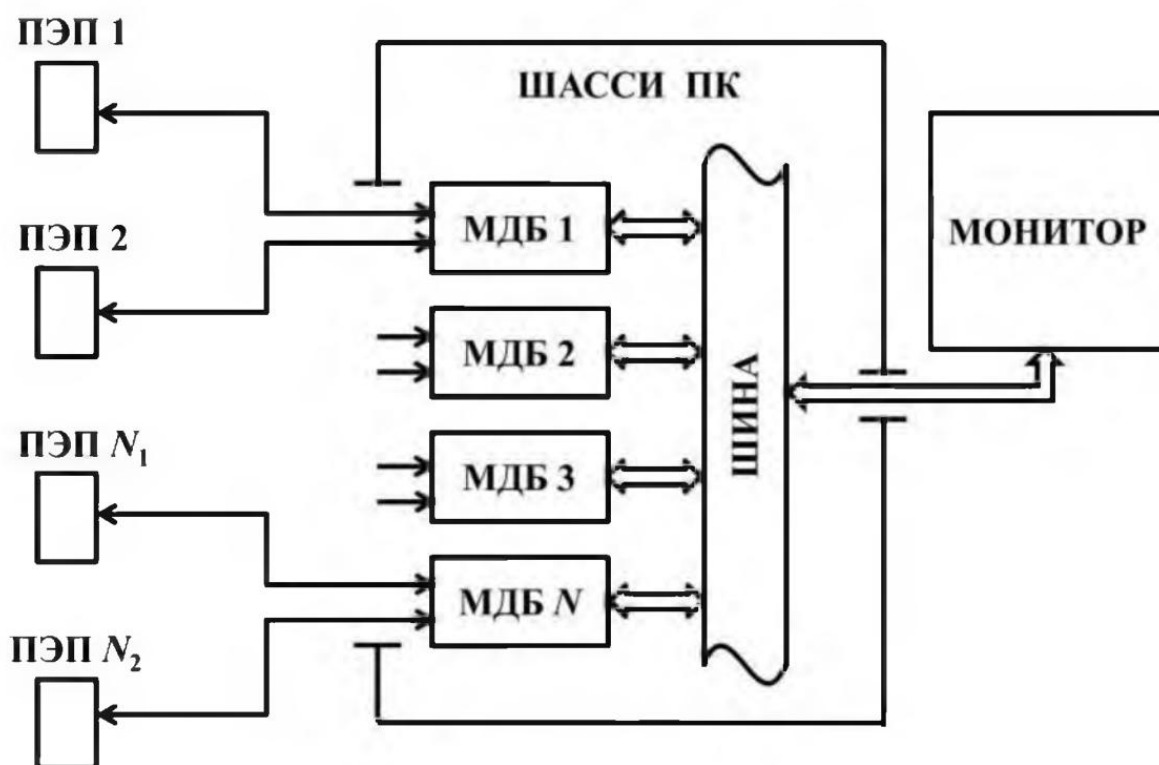 ПЭП 1
ШАССИ ПК
МДБ 1
МОНИТОР
ПЭП 2
МДБ 2
ШИНА
ПЭП N₁
МДБ 3
МДБ N
ПЭП N₂